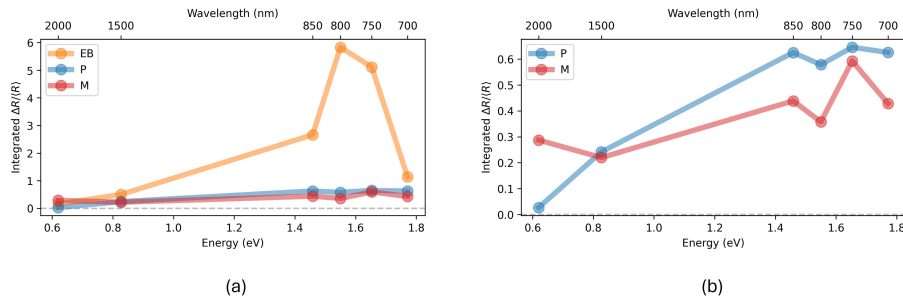 Wavelength (nm)
2000 1500 850 800 750 700
EB
P
M
Integrated ΔR/⟨R⟩
6
5
4
3
2
1
0
0.6 0.8 1.0 1.2 1.4 1.6 1.8
Energy (eV)
(a)
Wavelength (nm)
2000 1500 850 800 750 700
P
M
Integrated ΔR/⟨R⟩
0.6
0.5
0.4
0.3
0.2
0.1
0.0
0.6 0.8 1.0 1.2 1.4 1.6 1.8
Energy (eV)
(b)